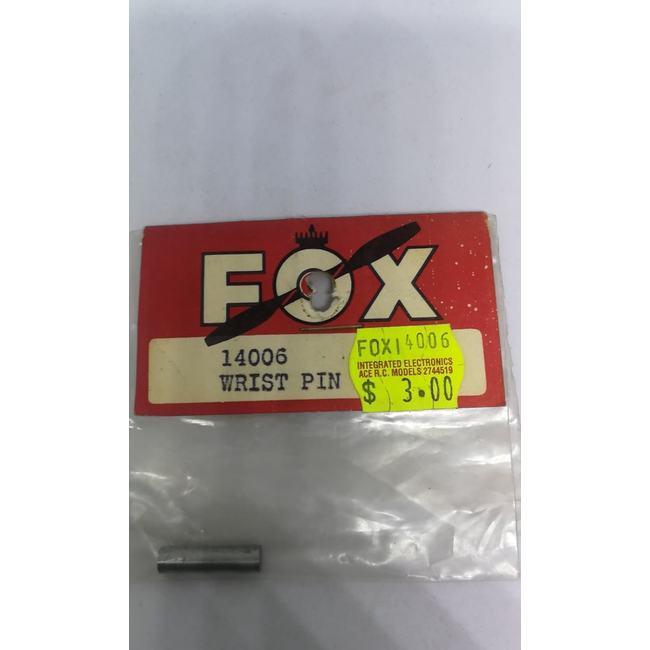 FOX
14006
WRIST PIN
FOX14006
INTEGRATED ELECTRONICS
ACE R.C. MODELS 2744519
$ 3.00